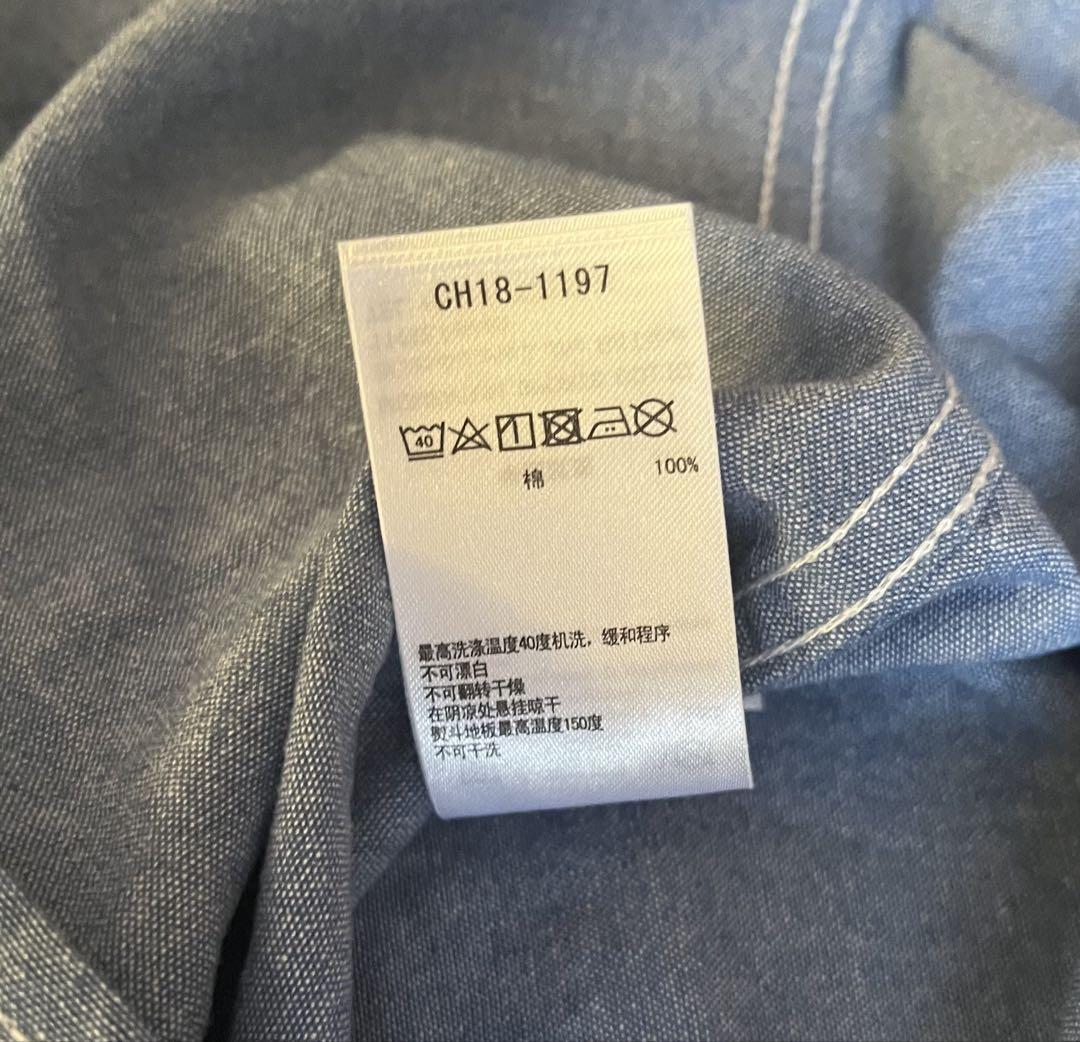 CH18-1197
40
棉 100%
最高洗涤温度40度机洗，缓和程序
不可漂白
不可翻转干燥
在阴凉处悬挂晾干
熨斗地板最高温度150度
不可干洗